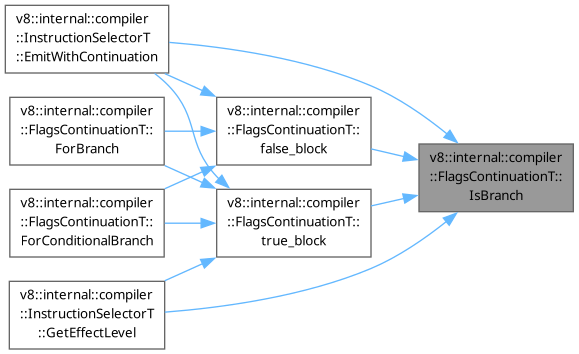 v8::internal::compiler
::InstructionSelectorT
::EmitWithContinuation
v8::internal::compiler
::FlagsContinuationT::
ForBranch
v8::internal::compiler
::FlagsContinuationT::
false_block
v8::internal::compiler
::FlagsContinuationT::
IsBranch
v8::internal::compiler
::FlagsContinuationT::
ForConditionalBranch
v8::internal::compiler
::FlagsContinuationT::
true_block
v8::internal::compiler
::InstructionSelectorT
::GetEffectLevel